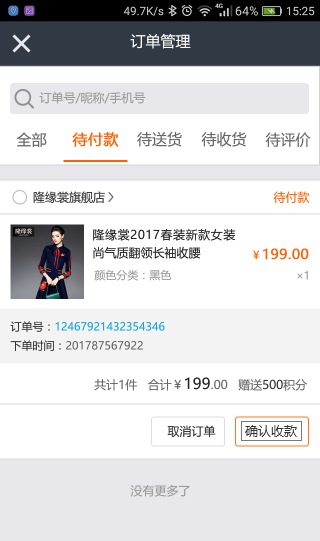 49.7K/s 4G 64% 15:25
订单管理
订单号/昵称/手机号
全部 待付款 待送货 待收货 待评价
隆缘裳旗舰店 待付款
隆缘裳
隆缘裳2017春装新款女装
尚气质翻领长袖收腰
¥199.00
颜色分类：黑色 ×1
订单号：12467921432354346
下单时间：201787567922
共计1件 合计￥199.00 赠送500积分
取消订单 确认收款
没有更多了